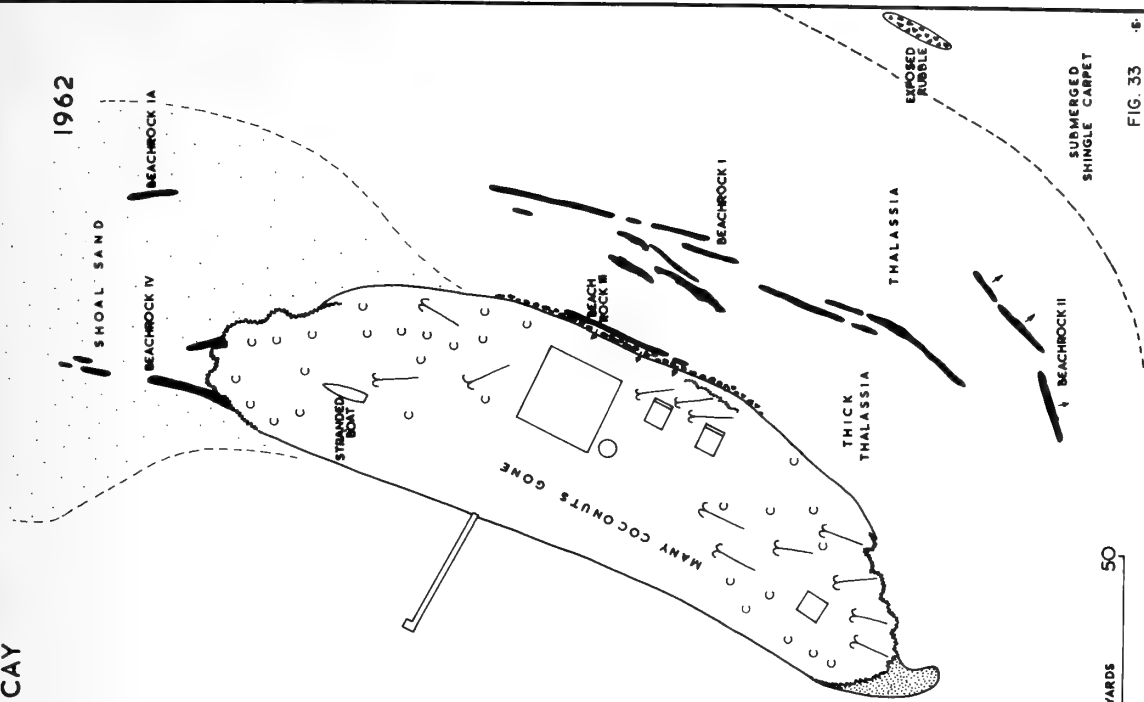 CAY
1962
SHOAL SAND
BEACHROCK IA
BEACHROCK IV
STRANDED
BOAT
BEACH
ROCK III
BEACHROCK I
MANY COCONUTS GONE
THICK
THALASSIA
THALASSIA
BEACHROCK II
EXPOSED
RUBBLE
SUBMERGED
SHINGLE CARPET
YARDS
50
FIG. 33